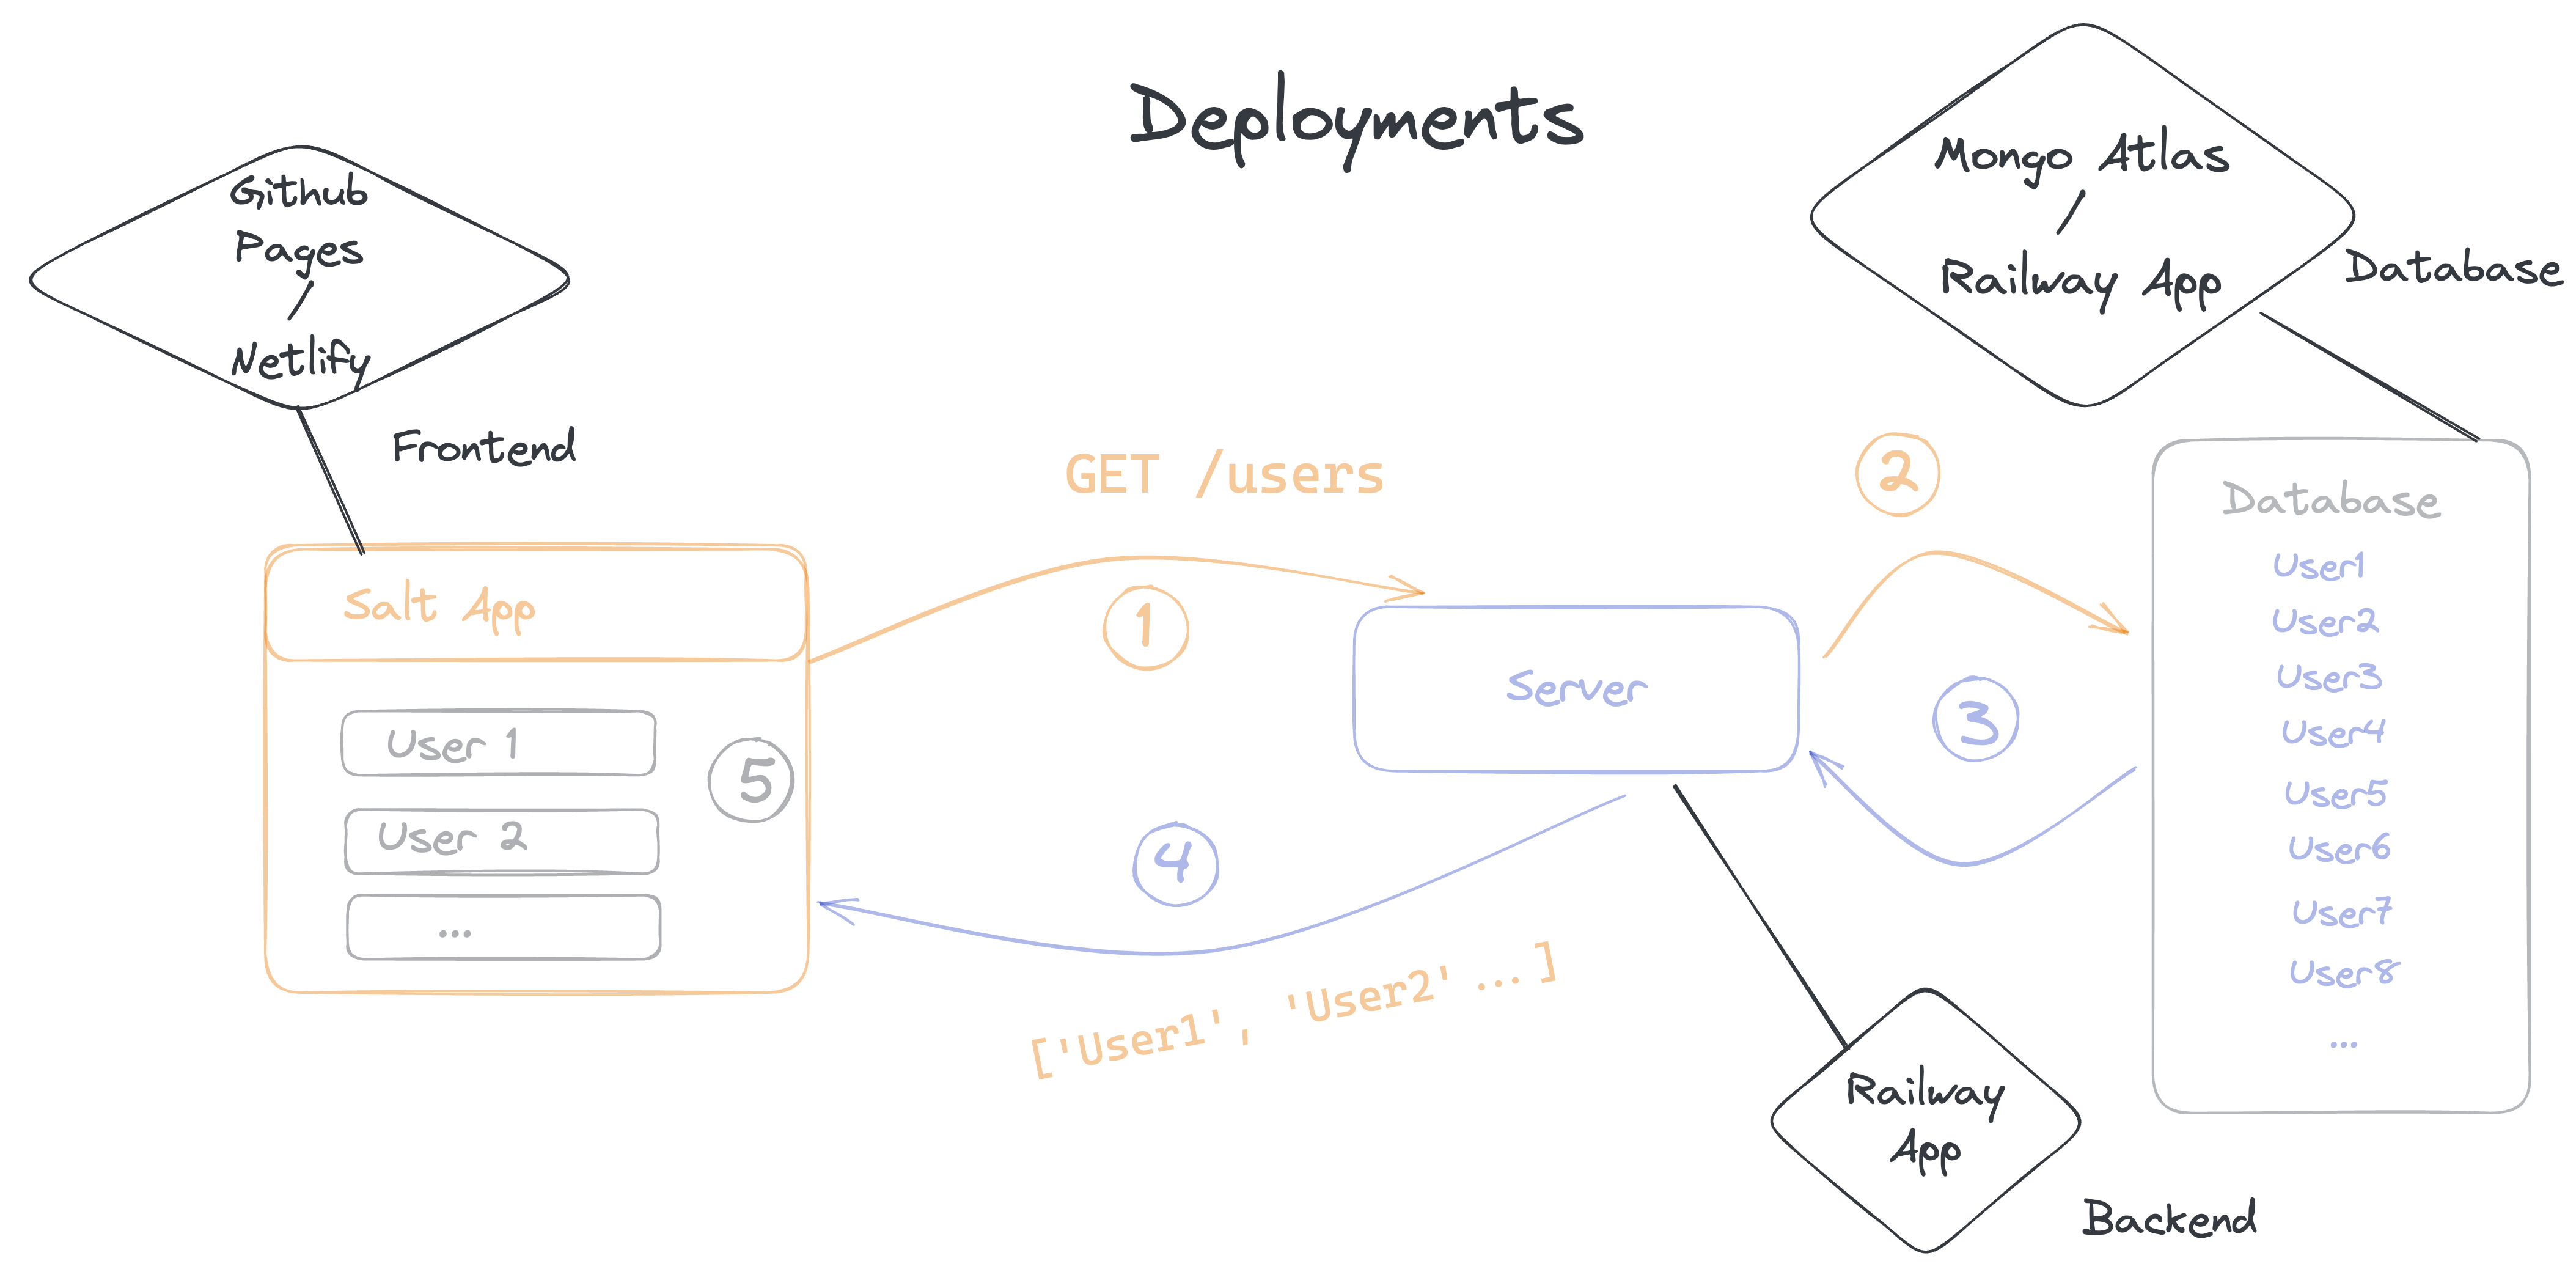 Deployments
Github
Pages
/
Netlify
Frontend
Mongo Atlas
/
Railway App
Database
GET /users
1
2
Salt App
User 1
User 2
...
5
Server
3
4
['User1', 'User2' ... ]
Database
User1
User2
User3
User4
User5
User6
User7
User8
...
Railway
App
Backend